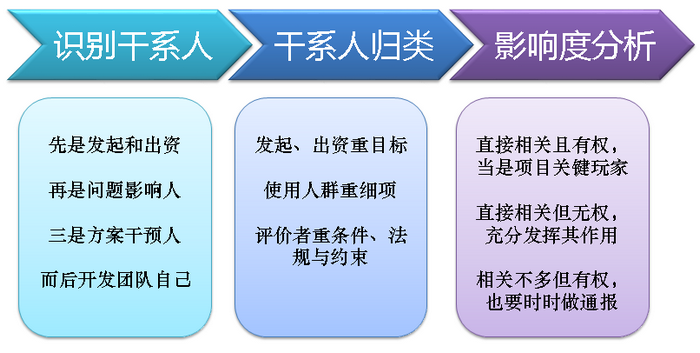 识别干系人
干系人归类
影响度分析
先是发起和出资
再是问题影响人
三是方案干预人
而后开发团队自己
发起、出资重目标
使用人群重细项
评价者重条件、法
规与约束
直接相关且有权，
当是项目关键玩家
直接相关但无权，
充分发挥其作用
相关不多但有权，
也要时时做通报